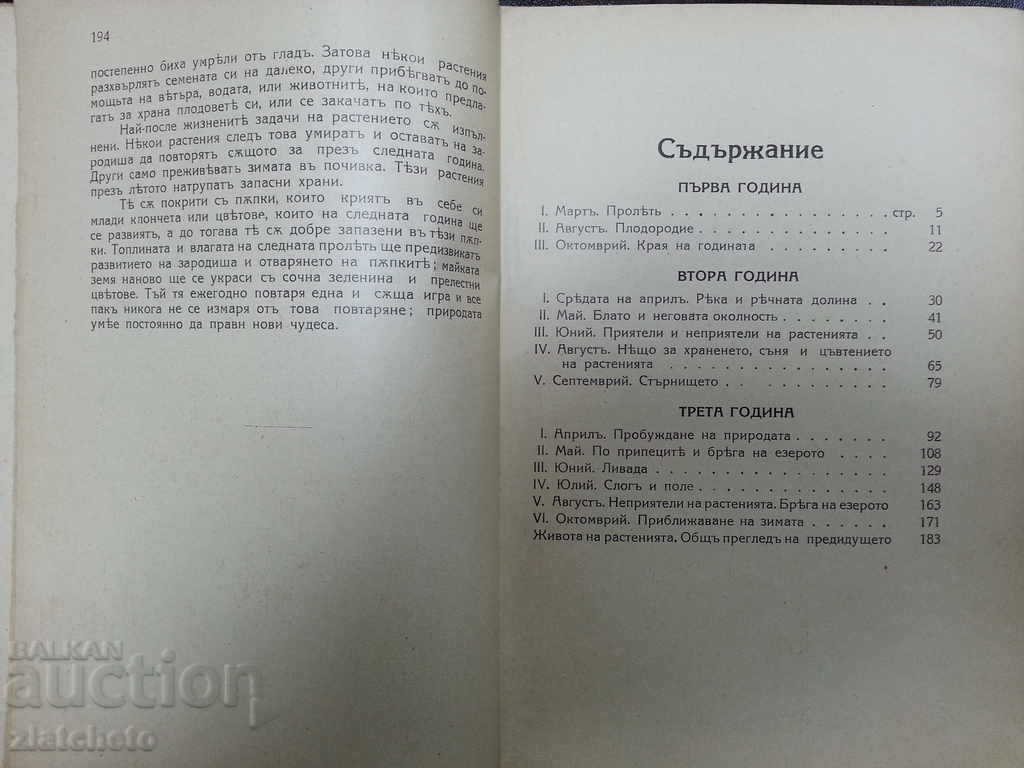 194
постепенно биха умрѣли отъ гладъ. Затова нѣкои растения
разхвърлятъ семената си на далеко, други прибѣгватъ до по-
мощьта на вѣтъра, водата, или животнитѣ, на които предла-
гатъ за храна плодоветѣ си, или се закачатъ по тѣхъ.
Най-после жизненитѣ задачи на растението сѫ изпъл-
нени. Нѣкои растения следъ това умиратъ и оставатъ на за-
родиша да повторятъ сѫщото за презъ следната година.
Други само преживѣватъ зимата въ почивка. Тѣзи растения
презъ лѣтото натрупатъ запасни храни.
Тѣ сѫ покрити съ пѫпки, които криятъ въ себе си
млади клончета или цвѣтове, които на следната година ще
се развиятъ, а до тогава тѣ сѫ добре запазени въ тѣзи пѫп-
ки. Топлината и влагата на следната пролѣть ще предизвикатъ
развитието на зародиша и отварянето на пѫпкитѣ; майката
земя наново ще се украси съ сочна зеленина и прелестни
цвѣтове. Тъй тя ежегодно повтаря една и сѫща игра и все
пакъ никога не се измаря отъ това повтаряне; природата
умѣе постоянно да прави нови чудеса.
Съдържание
ПЪРВА ГОДИНА
I. Мартъ. Пролѣть . . . . . . . . . . . . . . стр. 5
II. Августъ. Плодородие . . . . . . . . . . . . . 11
III. Октомврий. Края на годината . . . . . . . . . 22
ВТОРА ГОДИНА
I. Срѣдата на априлъ. Рѣка и рѣчната долина . . 30
II. Май. Блато и неговата околность . . . . . . . . 41
III. Юний. Приятели и неприятели на растенията . . 50
IV. Августъ. Нѣщо за храненето, съня и цъвтението
на растенията . . . . . . . . . . . . . . . 65
V. Септемврий. Стърнището . . . . . . . . . . . 79
ТРЕТА ГОДИНА
I. Априлъ. Пробуждане на природата . . . . . . . 92
II. Май. По припецитѣ и брѣга на езерото . . . . 108
III. Юний. Ливада . . . . . . . . . . . . . . . 129
IV. Юлий. Слогъ и поле . . . . . . . . . . . . . 148
V. Августъ. Неприятели на растенията. Брѣга на езерото 163
VI. Октомврий. Приближаване на зимата . . . . . . 171
Живота на растенията. Общъ прегледъ на предидущето 183
BALKAN
auction
zlatcheto